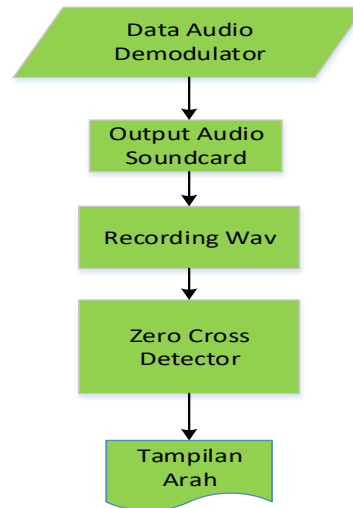 Data Audio
Demodulator
Output Audio
Soundcard
Recording Wav
Zero Cross
Detector
Tampilan
Arah